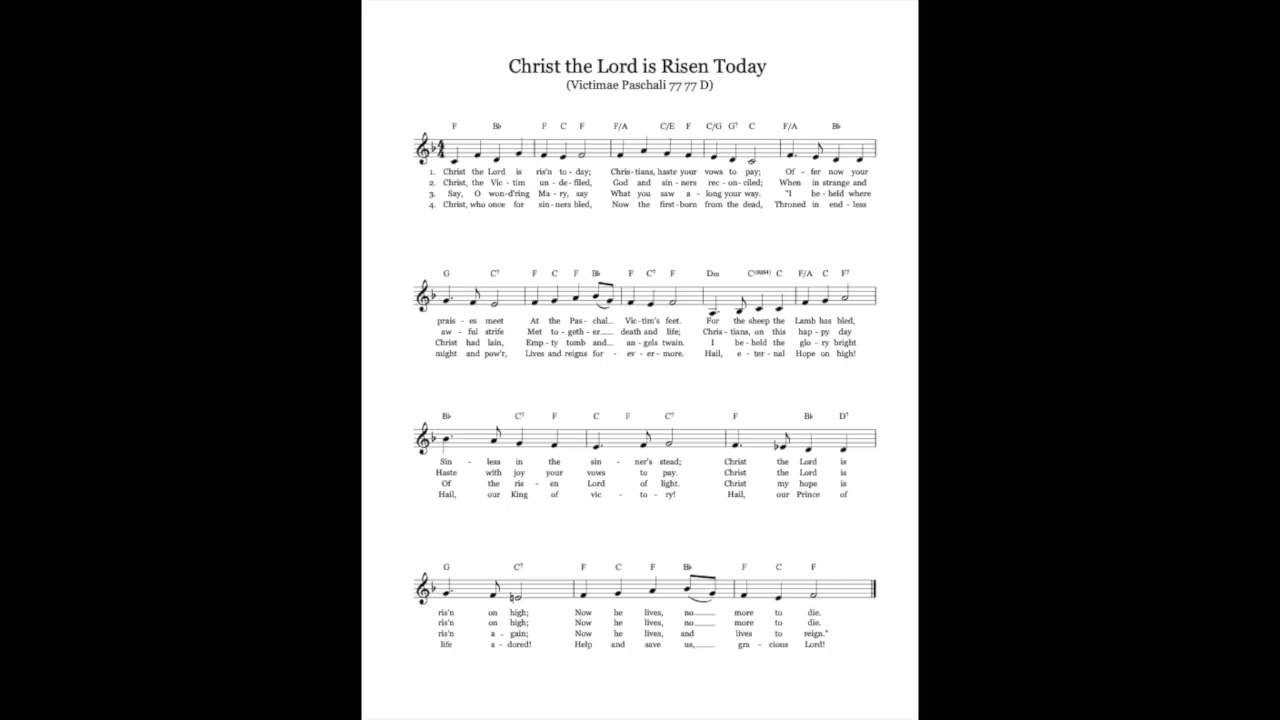 Christ the Lord is Risen Today
(Victimae Paschali 77 77 D)
F B♭ F C F F/A C/E F C/G G7 C F/A B♭
1. Christ the Lord is ris'n to - day; Chris - tians, haste your vows to pay; Of - fer now your
2. Christ, the Vic - tim un - de - filed, God and sin - ners rec - on - ciled; When in strange and
3. Say, O won - d'ring Ma - ry, say What you saw a - long your way. "I be - held where
4. Christ, who once for sin - ners bled, Now the first - born from the dead, Throned in end - less
G C7 F C F B♭ F C7 F Dm C(sus4) C F/A C F7
prais - es meet At the Pas - chal Vic - tim's feet. For the sheep the Lamb has bled,
aw - ful strife Met to - geth - er death and life; Chris - tians, on this hap - py day
Christ had lain, Emp - ty tomb and an - gels twain. I be - held the glo - ry bright
might and pow'r, Lives and reigns for - ev - er - more. Hail, e - ter - nal Hope on high!
B♭ C7 F C F C7 F B♭ D7
Sin - less in the sin - ner's stead; Christ the Lord is
Haste with joy your vows to pay. Christ the Lord is
Of the ris - en Lord of light. Christ my hope is
Hail, our King of vic - to - ry! Hail, our Prince of
G C7 F C F B♭ F C F
ris'n on high; Now he lives, no more to die.
ris'n on high; Now he lives, no more to die.
ris'n a - gain; Now he lives, and lives to reign."
life a - dored! Help and save us, gra - cious Lord!